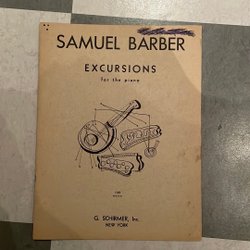 SAMUEL BARBER
EXCURSIONS
for the piano
G. SCHIRMER, Inc.
NEW YORK